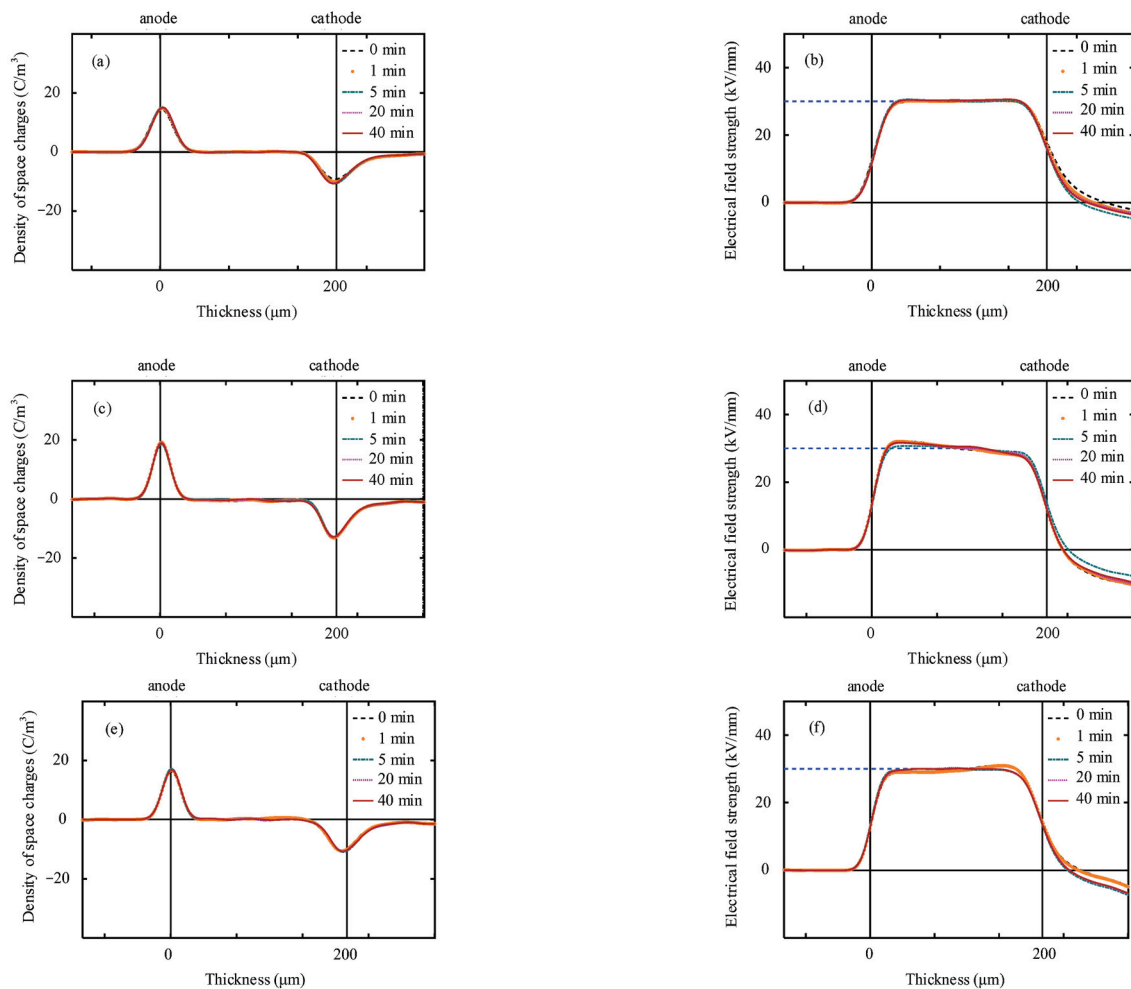 anode cathode
(a)
0 min
1 min
5 min
20 min
40 min
20
0
−20
Density of space charges (C/m³)
0 200
Thickness (μm)
anode cathode
(b)
0 min
1 min
5 min
20 min
40 min
40
20
0
Electrical field strength (kV/mm)
0 200
Thickness (μm)
anode cathode
(c)
0 min
1 min
5 min
20 min
40 min
20
0
−20
Density of space charges (C/m³)
0 200
Thickness (μm)
anode cathode
(d)
0 min
1 min
5 min
20 min
40 min
40
20
0
Electrical field strength (kV/mm)
0 200
Thickness (μm)
anode cathode
(e)
0 min
1 min
5 min
20 min
40 min
20
0
−20
Density of space charges (C/m³)
0 200
Thickness (μm)
anode cathode
(f)
0 min
1 min
5 min
20 min
40 min
40
20
0
Electrical field strength (kV/mm)
0 200
Thickness (μm)